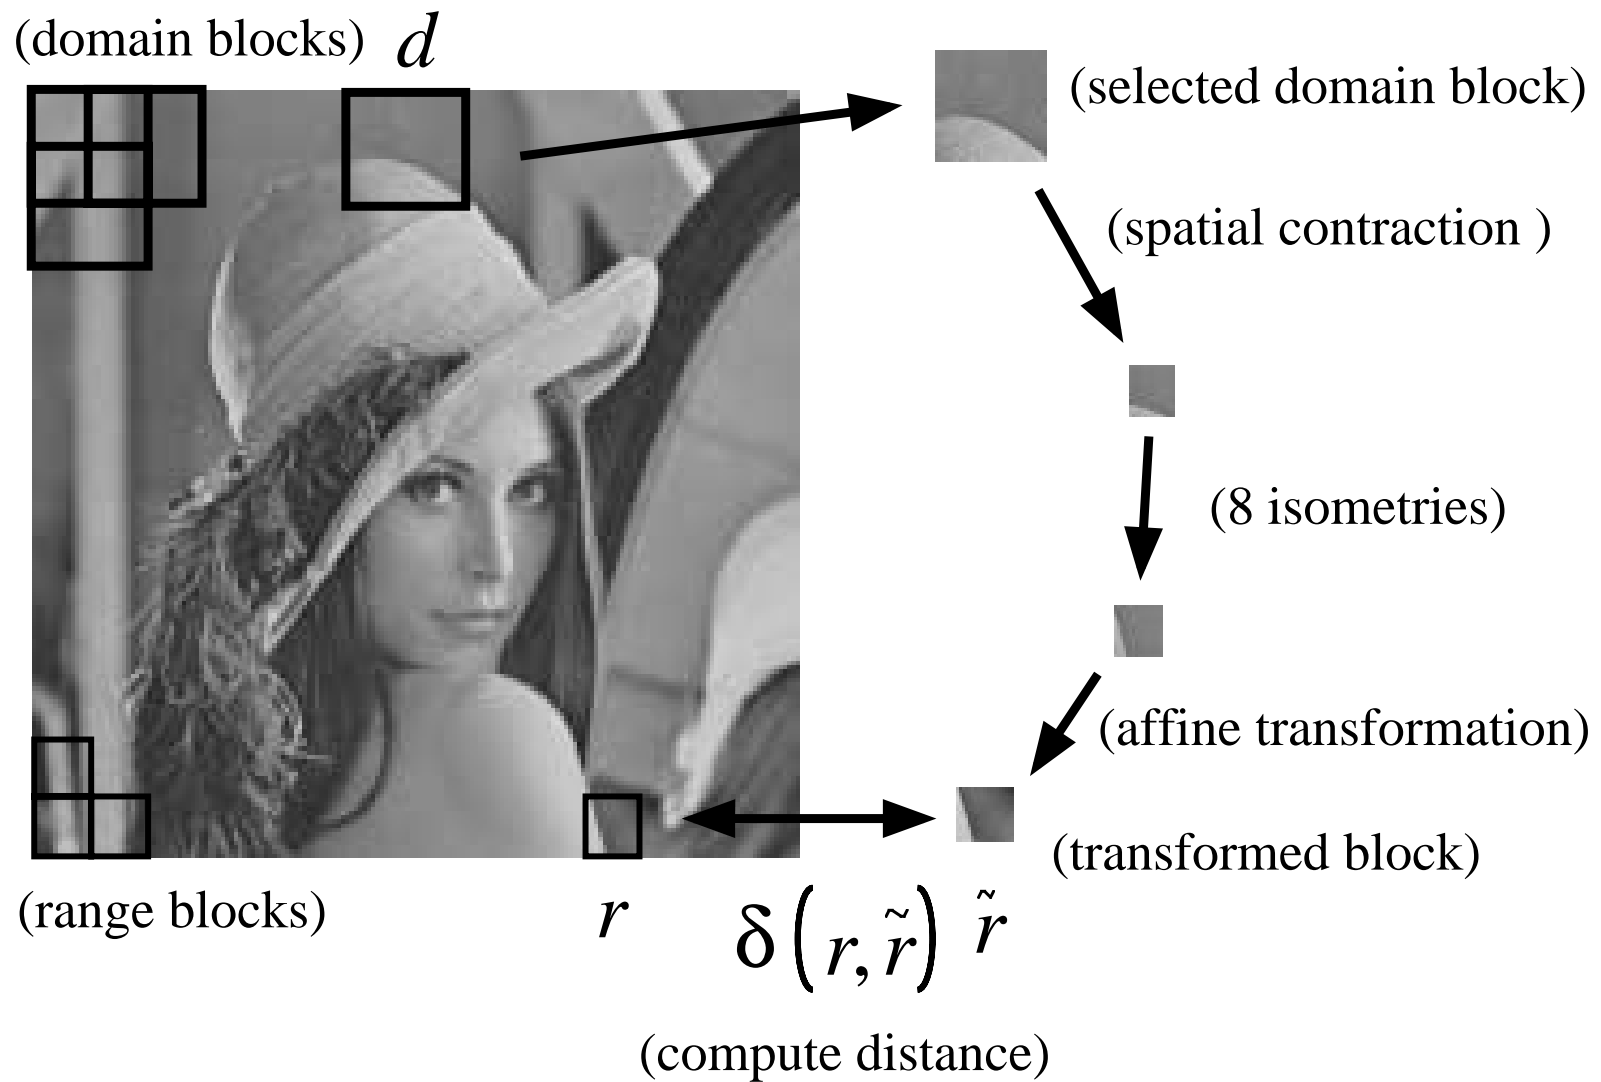 (domain blocks) d
(selected domain block)
(spatial contraction )
(8 isometries)
(affine transformation)
(transformed block)
(range blocks) r δ(r, r̃) r̃
(compute distance)